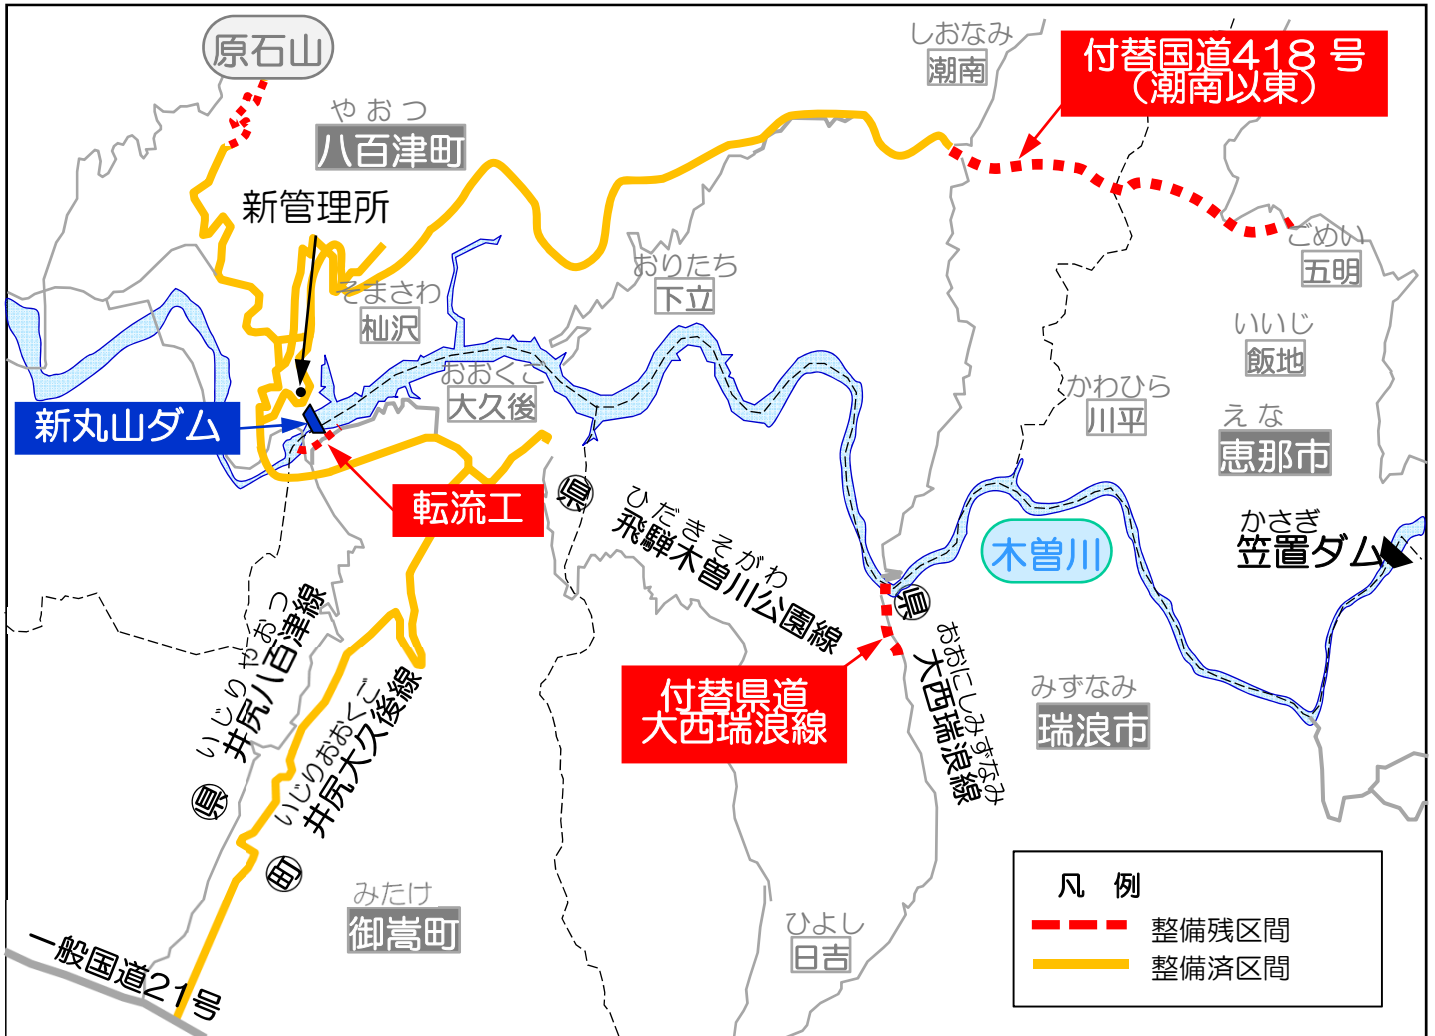 原石山
やおつ
八百津町
新管理所
しおなみ
潮南
付替国道418号
（潮南以東）
ごめい
五明
おりたち
下立
そまさわ
杣沢
いいじ
飯地
おおくご
大久後
かわひら
川平
えな
恵那市
新丸山ダム
転流工
県
ひだきそがわ
飛騨木曽川公園線
木曽川
かさぎ
笠置ダム
県
おおにしみずなみ
大西瑞浪線
付替県道
大西瑞浪線
みずなみ
瑞浪市
県
いじりやおつ
井尻八百津線
町
いじりおおくご
井尻大久後線
みたけ
御嵩町
ひよし
日吉
一般国道21号
凡 例
整備残区間
整備済区間